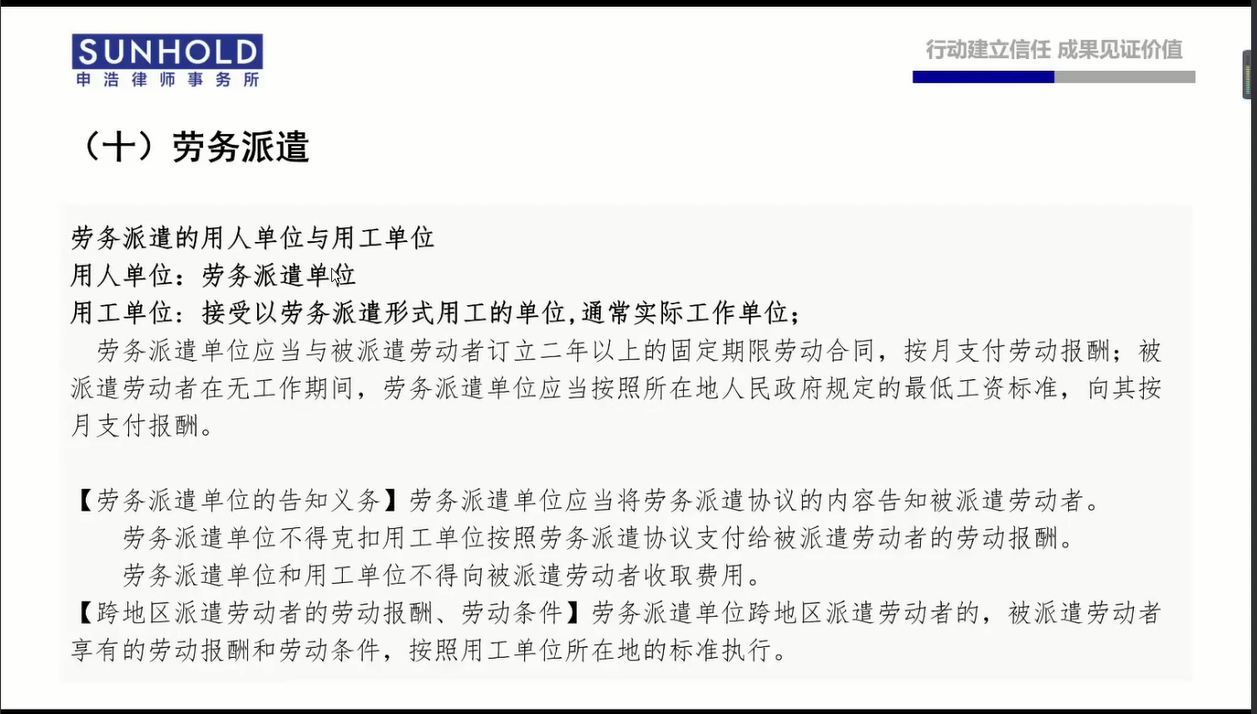 SUNHOLD
申浩律师事务所
行动建立信任 成果见证价值
（十）劳务派遣
劳务派遣的用人单位与用工单位
用人单位：劳务派遣单位
用工单位：接受以劳务派遣形式用工的单位,通常实际工作单位；
劳务派遣单位应当与被派遣劳动者订立二年以上的固定期限劳动合同，按月支付劳动报酬；被
派遣劳动者在无工作期间，劳务派遣单位应当按照所在地人民政府规定的最低工资标准，向其按
月支付报酬。
【劳务派遣单位的告知义务】劳务派遣单位应当将劳务派遣协议的内容告知被派遣劳动者。
劳务派遣单位不得克扣用工单位按照劳务派遣协议支付给被派遣劳动者的劳动报酬。
劳务派遣单位和用工单位不得向被派遣劳动者收取费用。
【跨地区派遣劳动者的劳动报酬、劳动条件】劳务派遣单位跨地区派遣劳动者的，被派遣劳动者
享有的劳动报酬和劳动条件，按照用工单位所在地的标准执行。